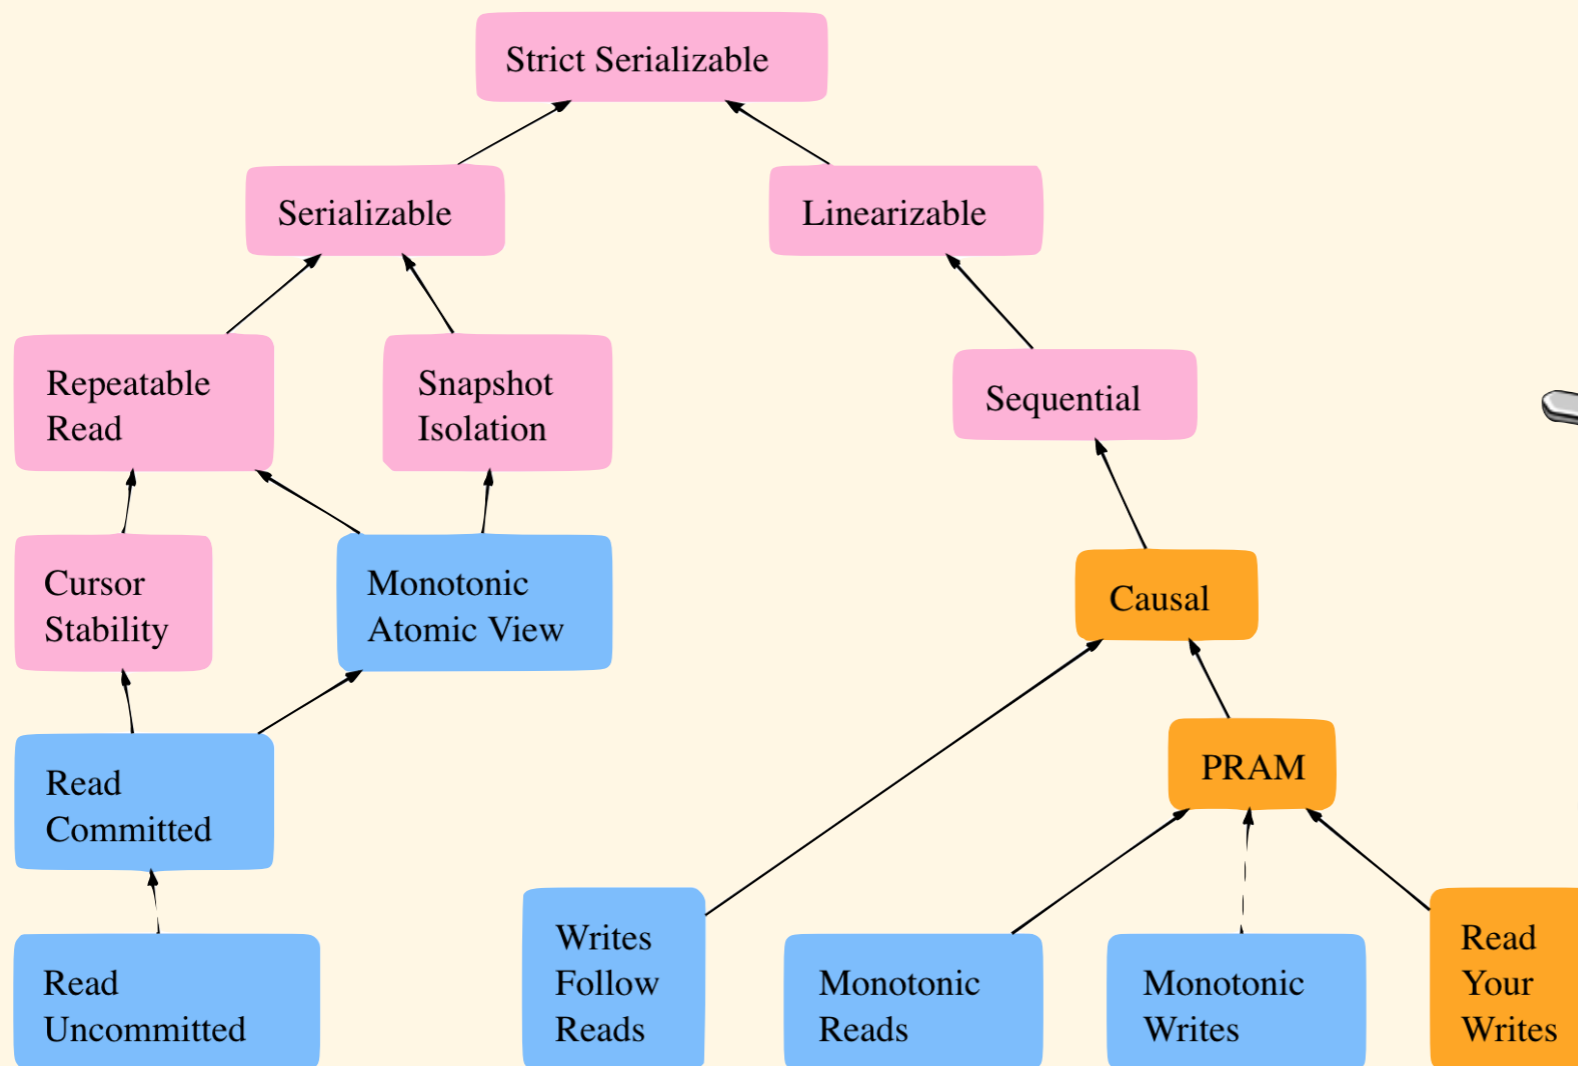 Strict Serializable
Serializable
Linearizable
Repeatable
Read
Snapshot
Isolation
Sequential
Cursor
Stability
Monotonic
Atomic View
Causal
Read
Committed
PRAM
Read
Uncommitted
Writes
Follow
Reads
Monotonic
Reads
Monotonic
Writes
Read
Your
Writes